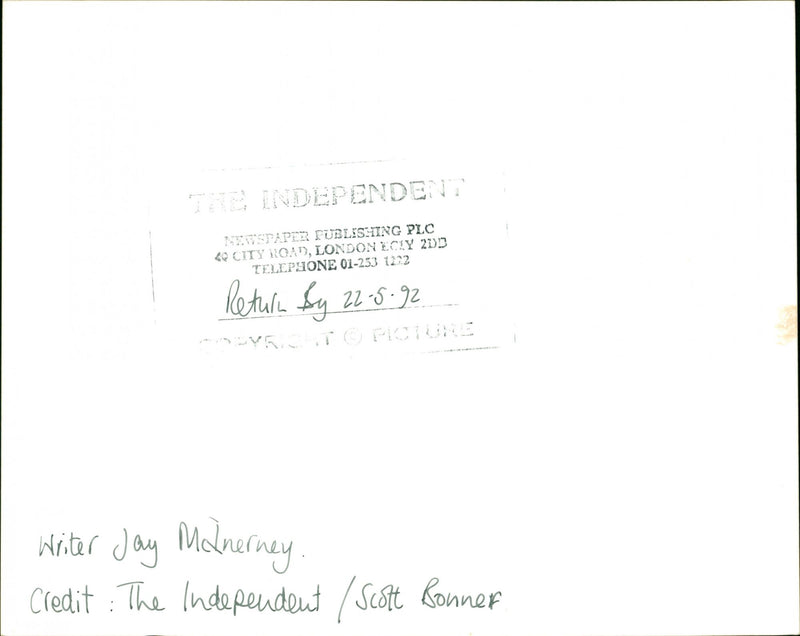 THE INDEPENDENT
NEWSPAPER PUBLISHING PLC
40 CITY ROAD, LONDON EC1Y 2DB
TELEPHONE 01-253 1222
Return By 22-5-92
COPYRIGHT © PICTURE
Writer Jay McInerney.
Credit : The Independent / Scott Bonner